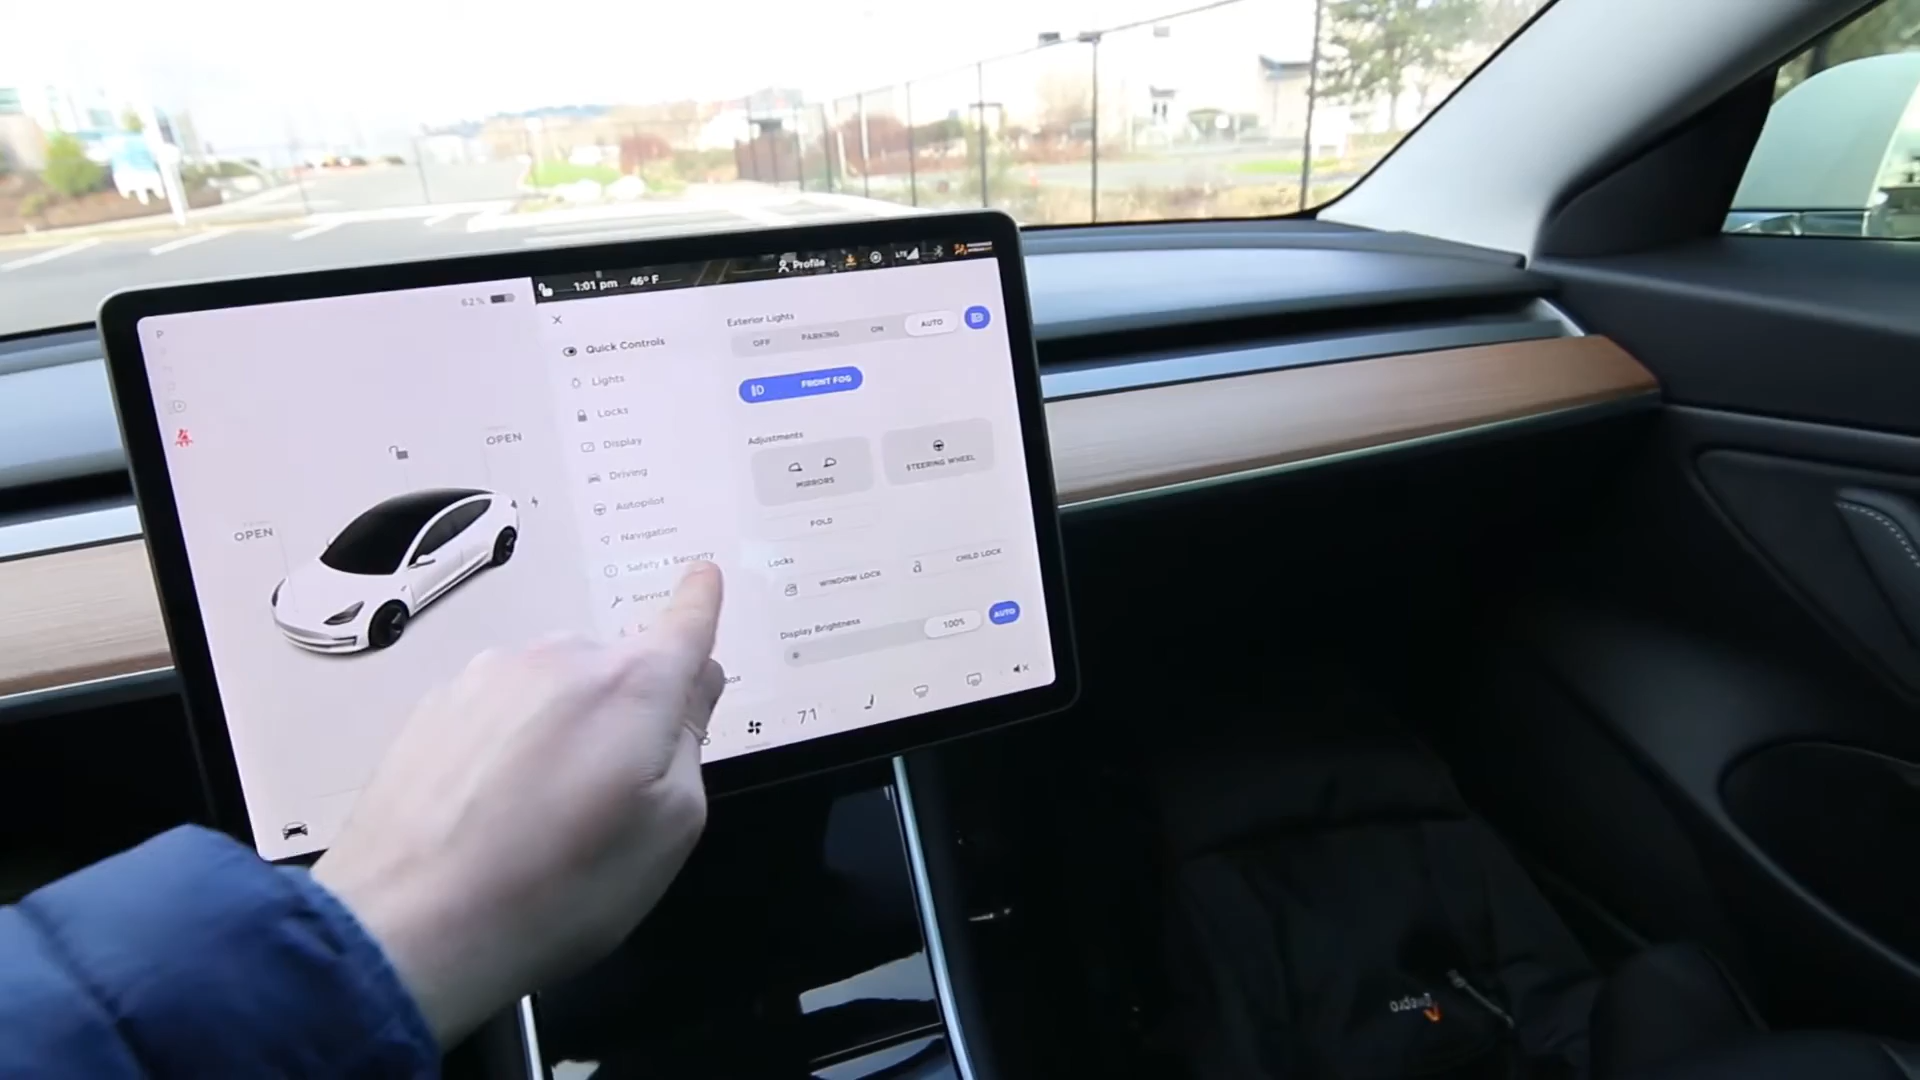 P
62%
1:01 pm 46° F
Profile
LTE
OPEN
OPEN
Quick Controls
Lights
Locks
Display
Driving
Autopilot
Navigation
Safety & Security
Service
Exterior Lights
OFF PARKING ON AUTO
FRONT FOG
Adjustments
MIRRORS
STEERING WHEEL
FOLD
Locks
WINDOW LOCK
CHILD LOCK
Display Brightness
100% AUTO
71